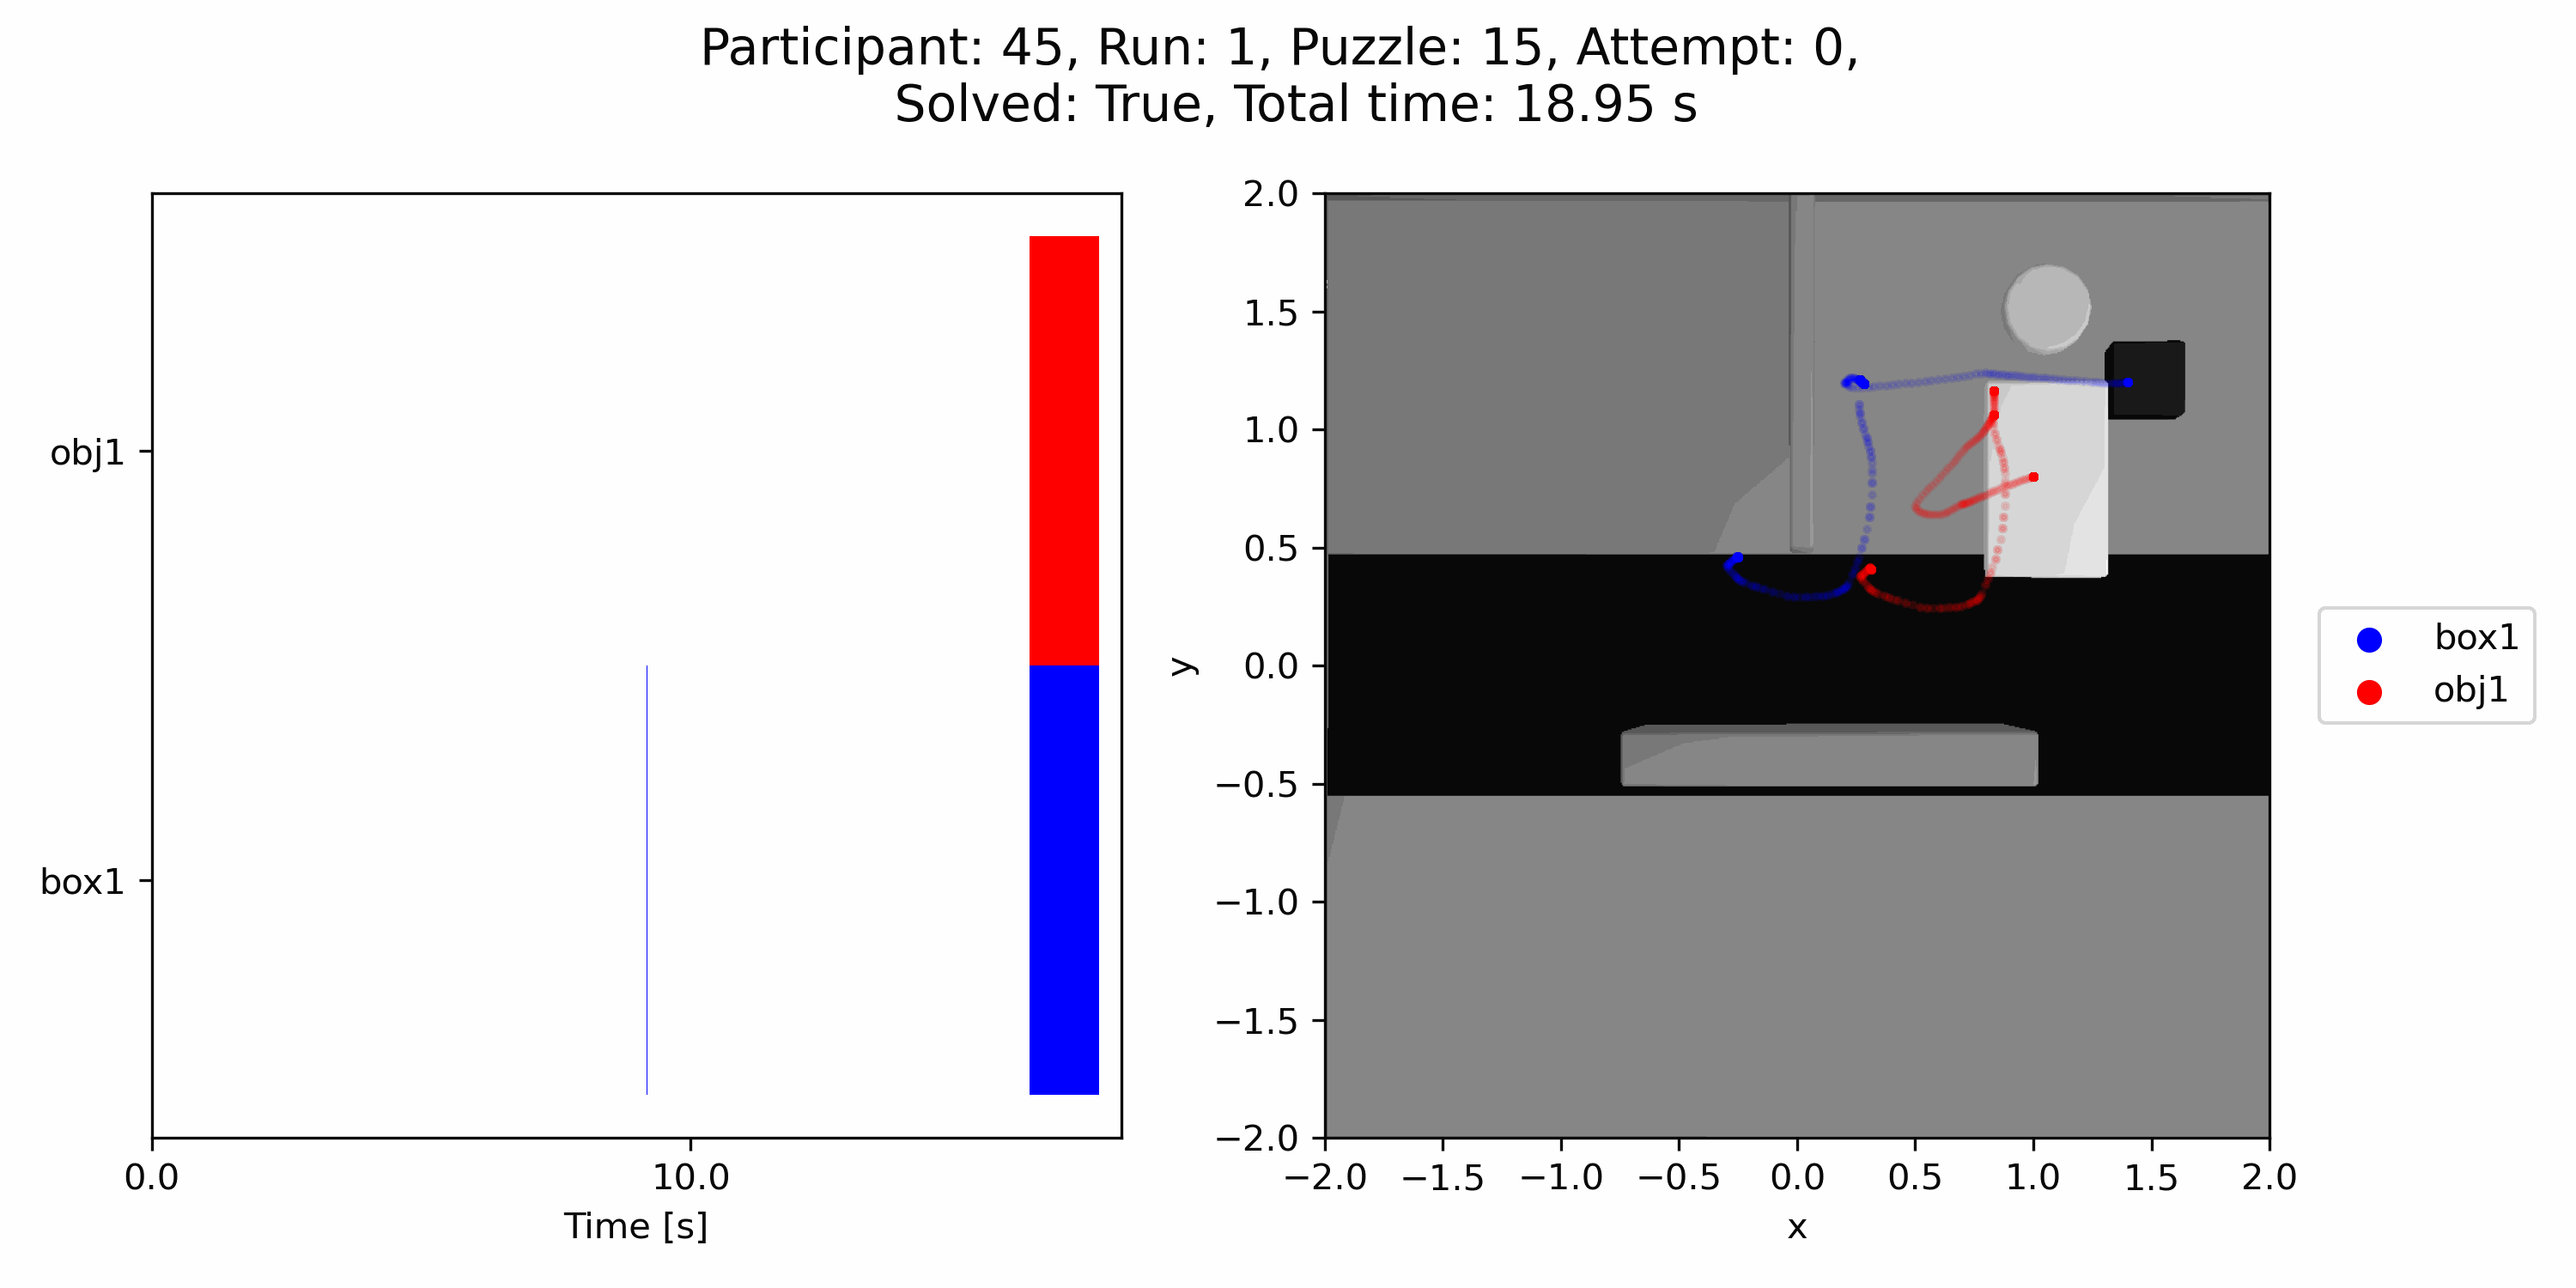 Participant: 45, Run: 1, Puzzle: 15, Attempt: 0,
Solved: True, Total time: 18.95 s
obj1
box1
0.0
10.0
Time [s]
2.0
1.5
1.0
0.5
0.0
−0.5
−1.0
−1.5
−2.0
y
−2.0
−1.5
−1.0
−0.5
0.0
0.5
1.0
1.5
2.0
x
box1
obj1